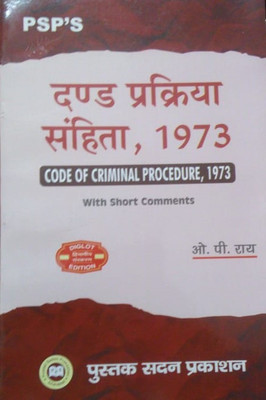 PSP'S
दण्ड प्रक्रिया
संहिता, 1973
CODE OF CRIMINAL PROCEDURE, 1973
With Short Comments
DIGLOT
EDITION
ओ. पी. राय
पुस्तक सदन प्रकाशन